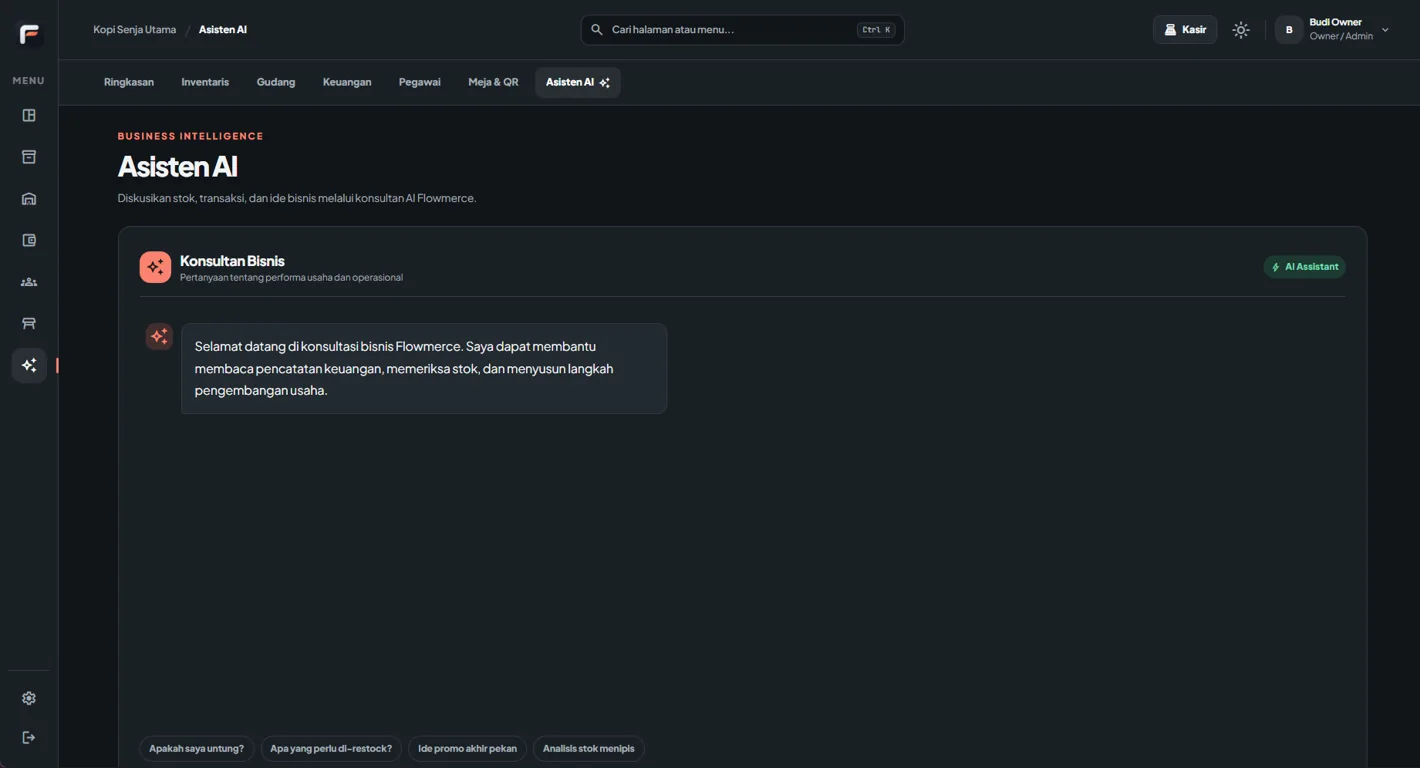 Kopi Senja Utama / Asisten AI
Cari halaman atau menu...
Ctrl K
Kasir
B
Budi Owner
Owner / Admin
MENU
Ringkasan
Inventaris
Gudang
Keuangan
Pegawai
Meja & QR
Asisten AI
BUSINESS INTELLIGENCE
Asisten AI
Diskusikan stok, transaksi, dan ide bisnis melalui konsultan AI Flowmerce.
Konsultan Bisnis
Pertanyaan tentang performa usaha dan operasional
AI Assistant
Selamat datang di konsultasi bisnis Flowmerce. Saya dapat membantu
membaca pencatatan keuangan, memeriksa stok, dan menyusun langkah
pengembangan usaha.
Apakah saya untung?
Apa yang perlu di-restock?
Ide promo akhir pekan
Analisis stok menipis